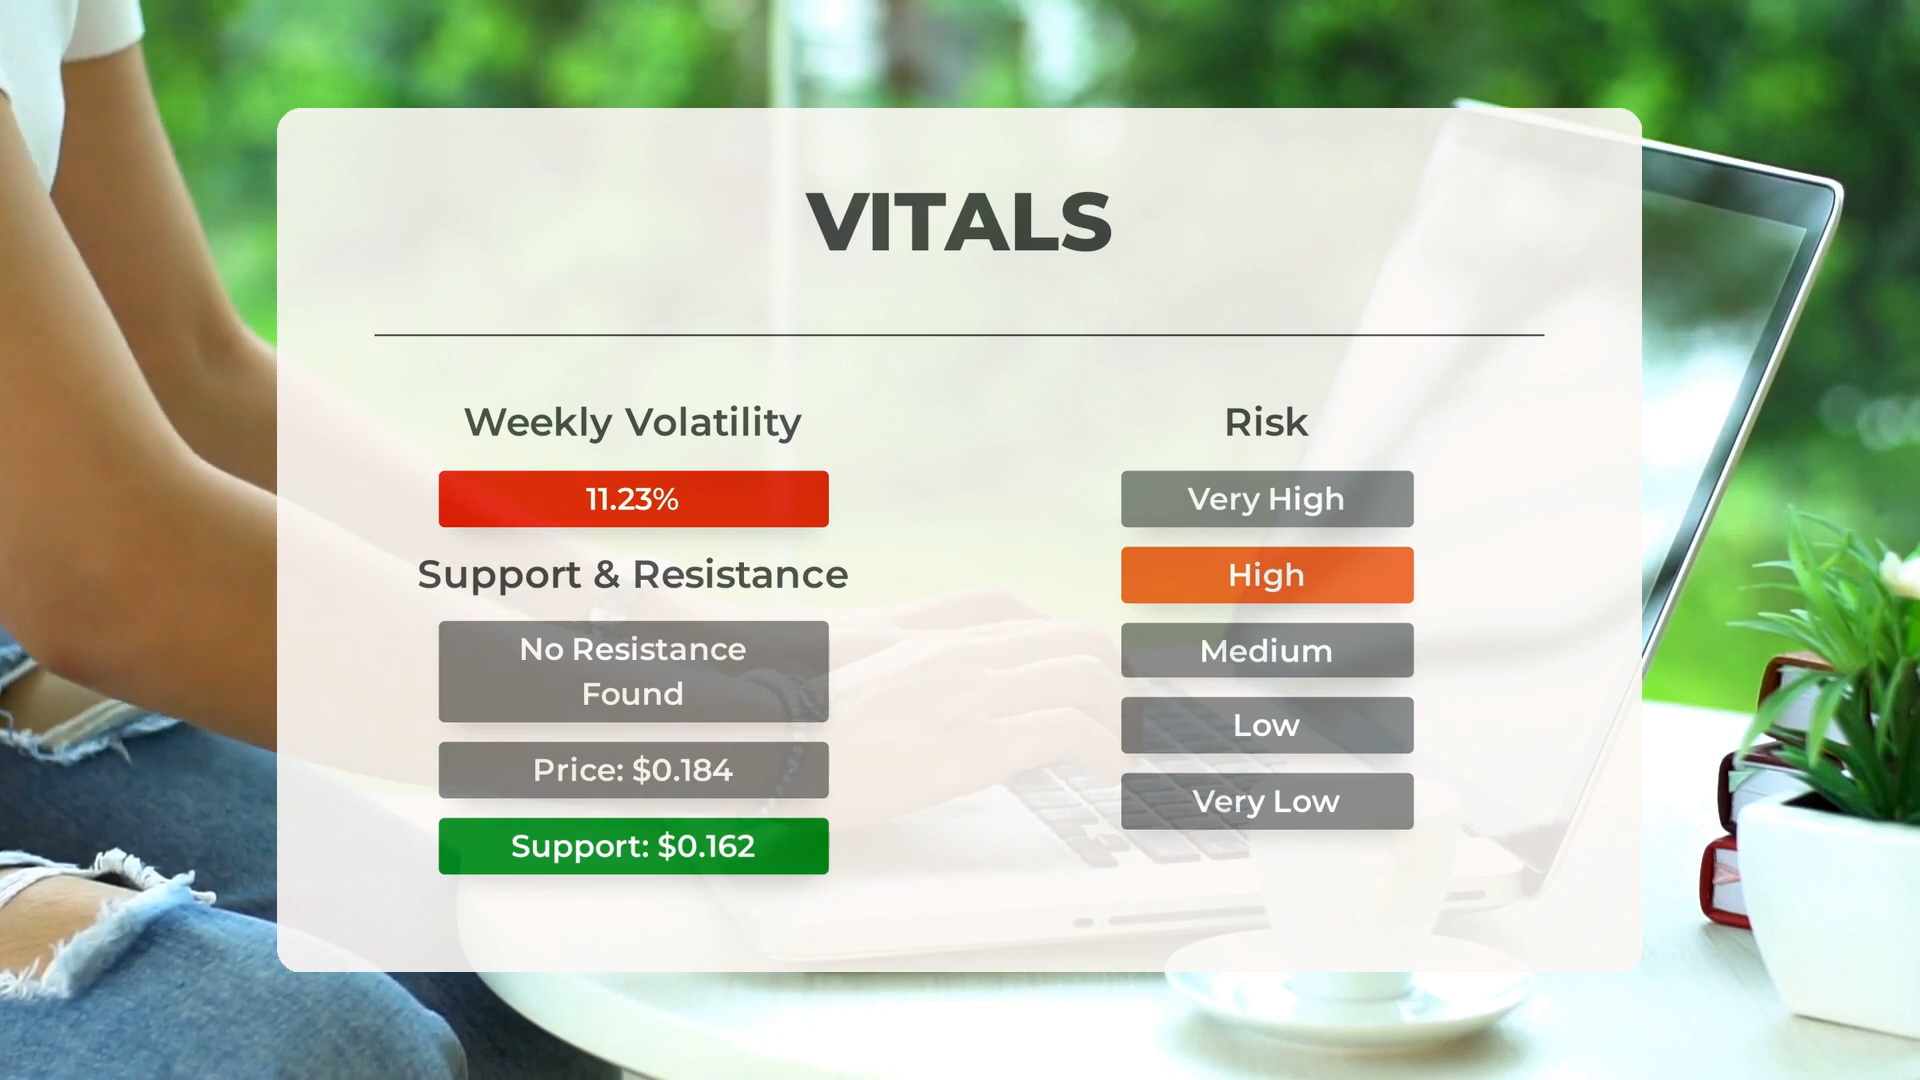 VITALS
Weekly Volatility
11.23%
Support & Resistance
No Resistance
Found
Price: $0.184
Support: $0.162
Risk
Very High
High
Medium
Low
Very Low